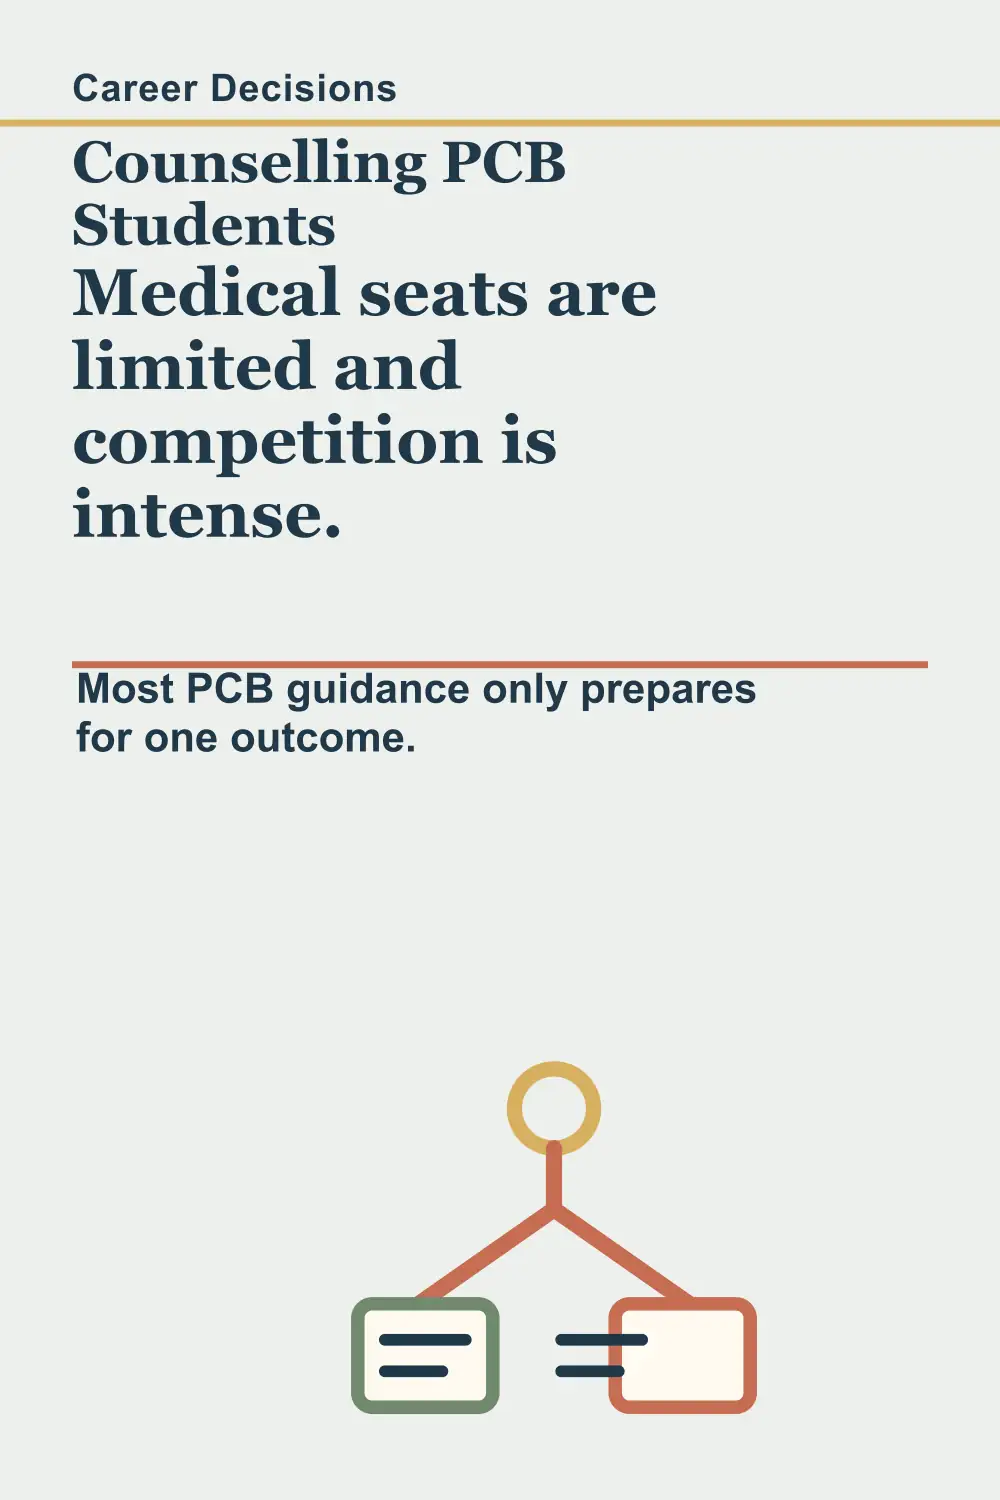 Career Decisions
Counselling PCB
Students
Medical seats are
limited and
competition is
intense.
Most PCB guidance only prepares
for one outcome.